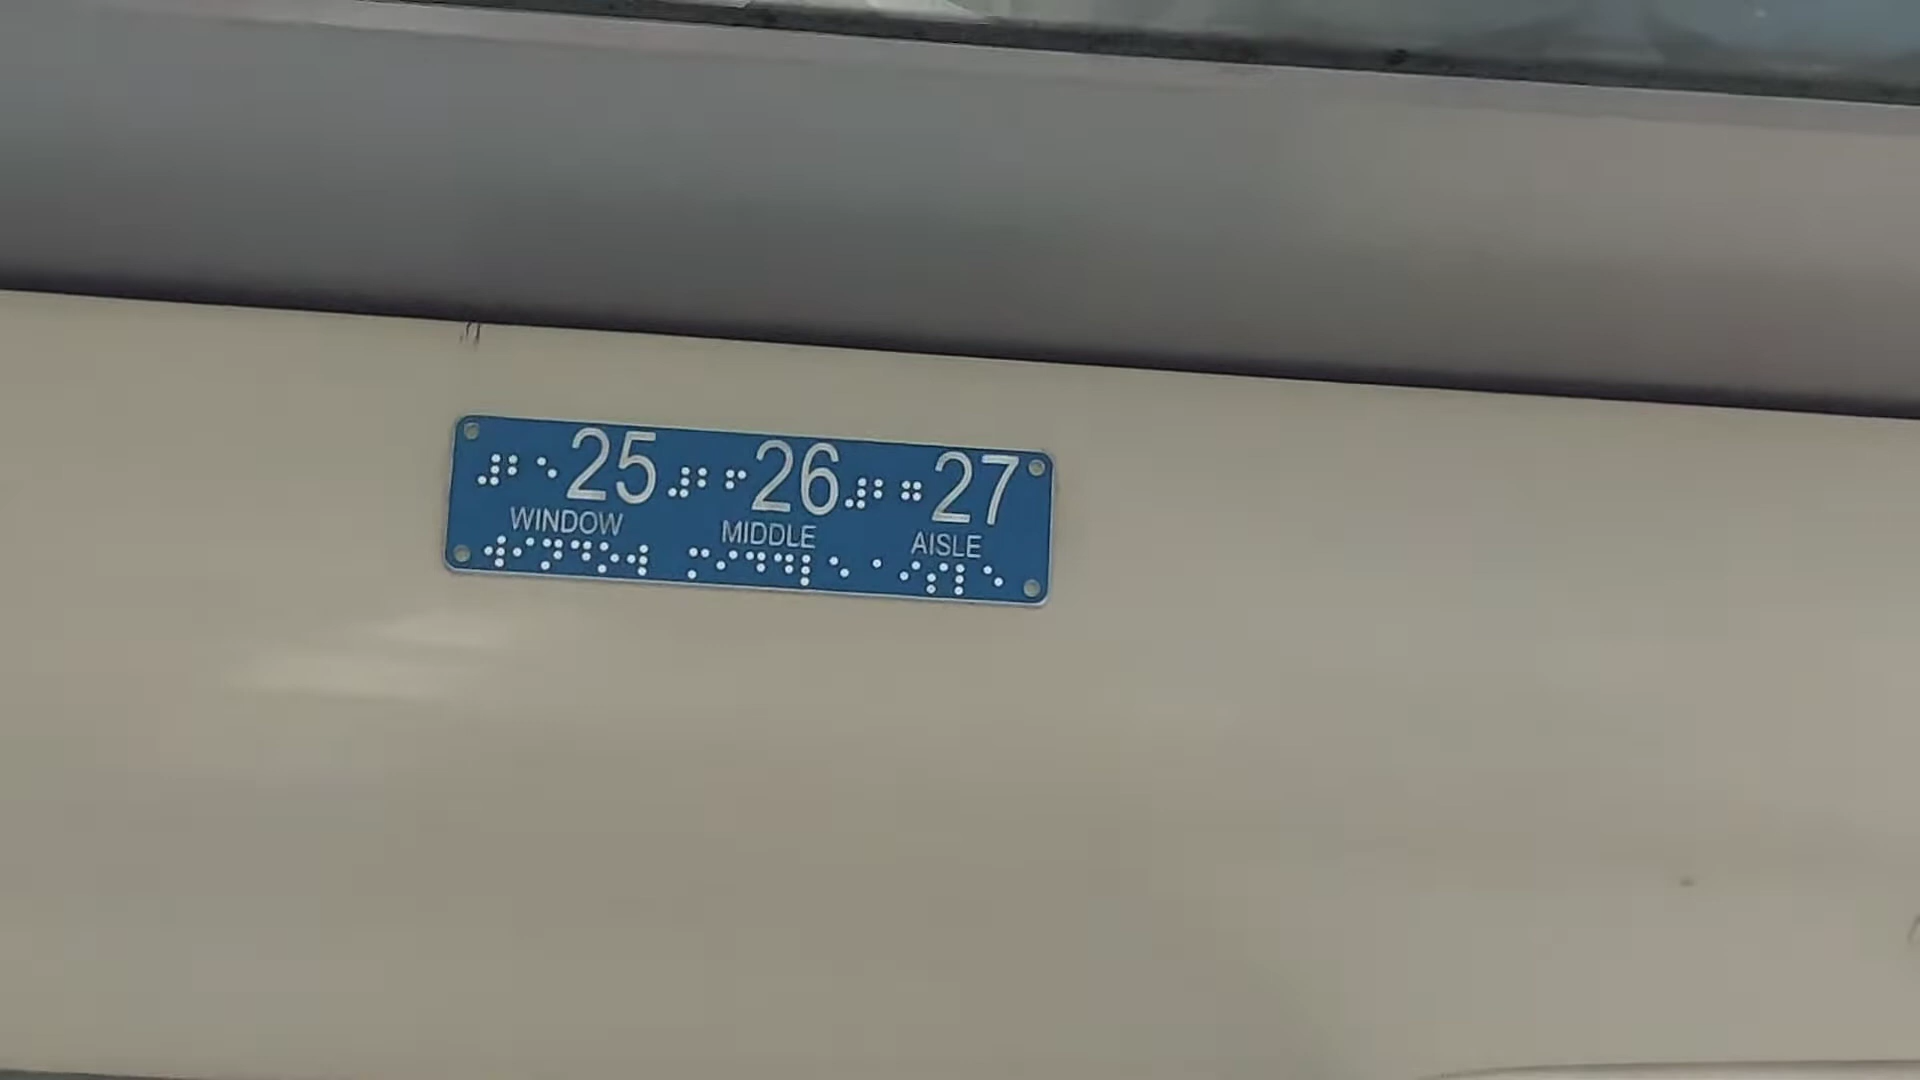 ⠼⠃⠑ 25 ⠼⠃⠋ 26 ⠼⠃⠛ 27
WINDOW MIDDLE AISLE
⠺⠊⠝⠙⠕⠺ ⠍⠊⠙⠙⠇⠑ ⠁⠊⠎⠇⠑